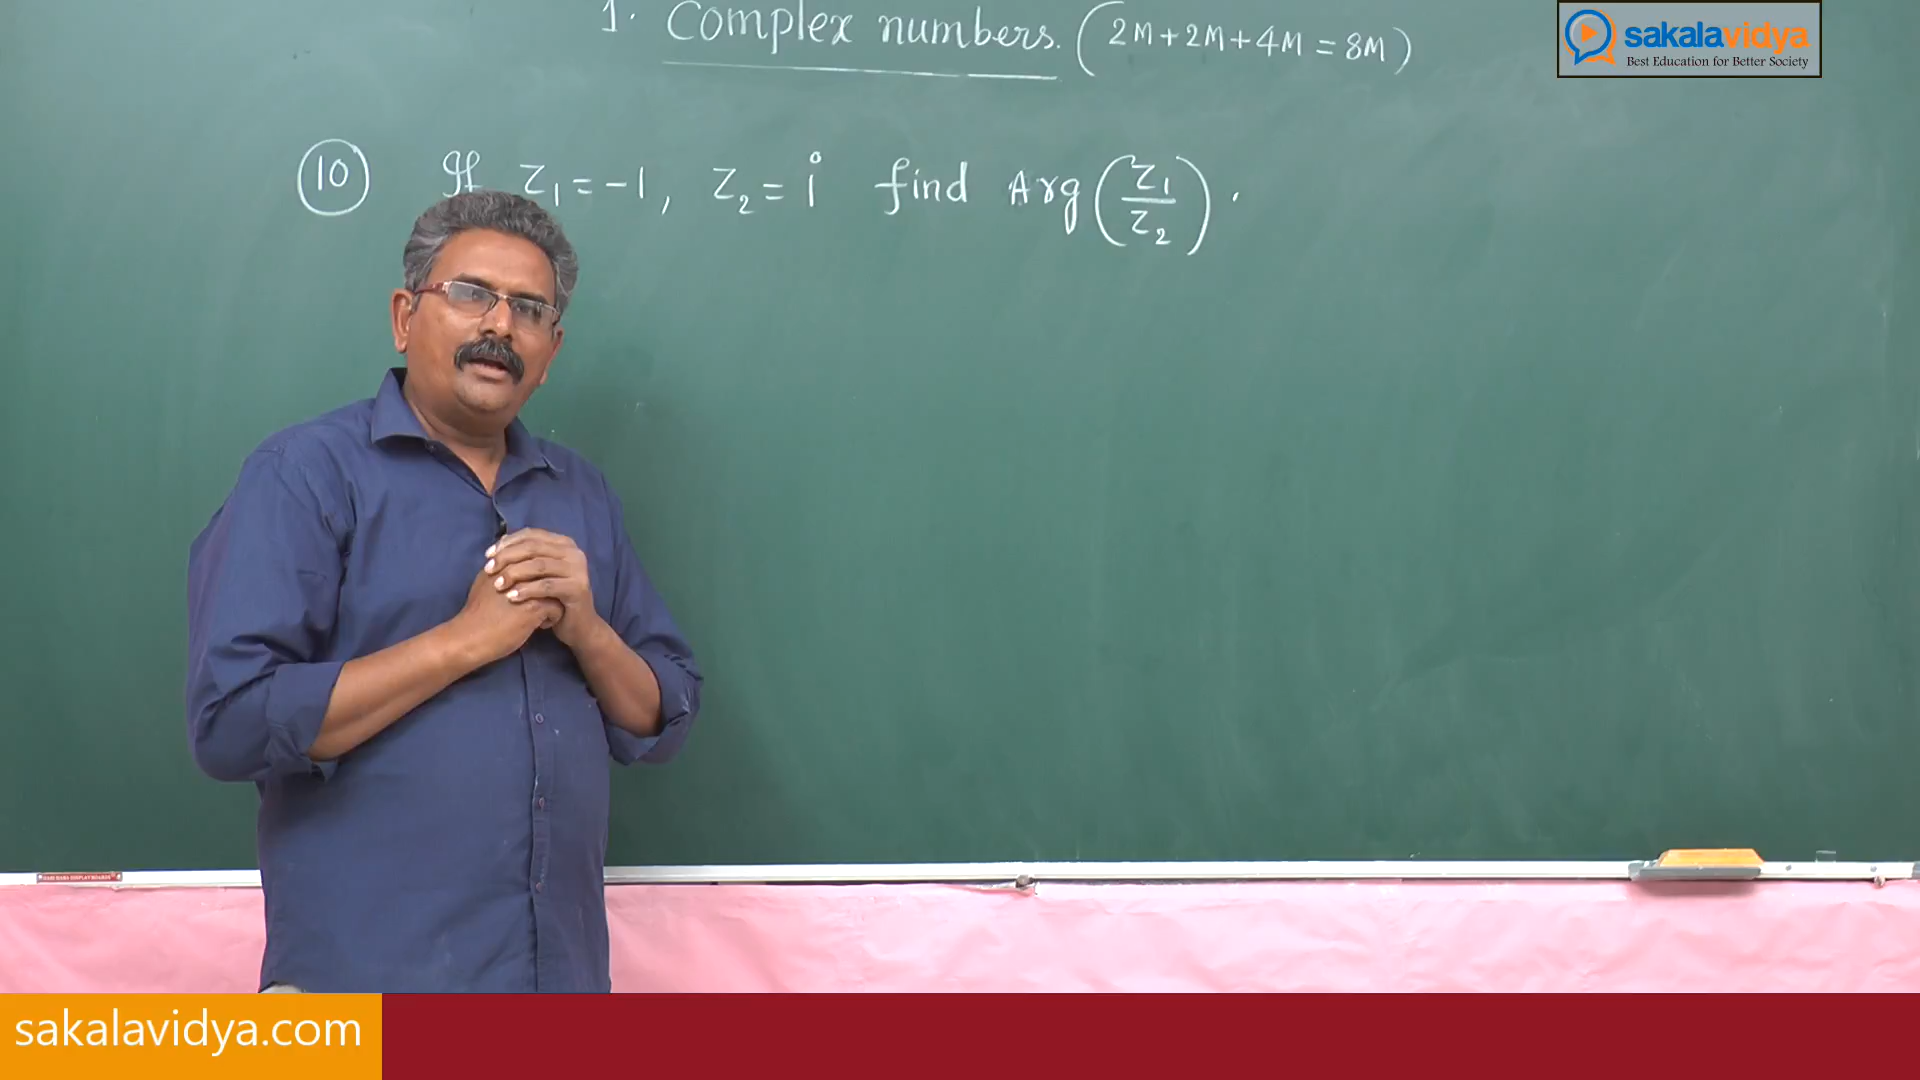 1. Complex numbers. (2M+2M+4M = 8M)
sakalavidya
Best Education for Better Society
10 If z₁ = -1, z₂ = i find Arg(z₁/z₂).
sakalavidya.com